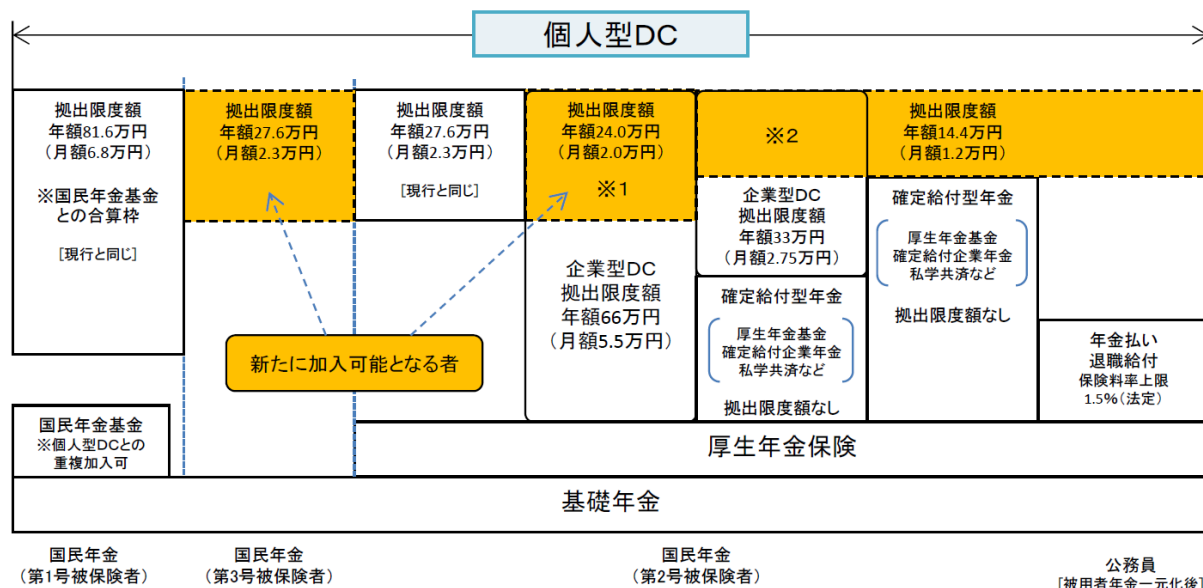 個人型DC
拠出限度額
年額81.6万円
(月額6.8万円)
※国民年金基金
との合算枠
[現行と同じ]
拠出限度額
年額27.6万円
(月額2.3万円)
拠出限度額
年額27.6万円
(月額2.3万円)
[現行と同じ]
拠出限度額
年額24.0万円
(月額2.0万円)
※1
企業型DC
拠出限度額
年額66万円
(月額5.5万円)
※2
企業型DC
拠出限度額
年額33万円
(月額2.75万円)
確定給付型年金
厚生年金基金
確定給付企業年金
私学共済など
拠出限度額なし
拠出限度額
年額14.4万円
(月額1.2万円)
確定給付型年金
厚生年金基金
確定給付企業年金
私学共済など
拠出限度額なし
年金払い
退職給付
保険料率上限
1.5%(法定)
新たに加入可能となる者
国民年金基金
※個人型DCとの
重複加入可
厚生年金保険
基礎年金
国民年金
(第1号被保険者)
国民年金
(第3号被保険者)
国民年金
(第2号被保険者)
公務員
[被用者年金一元化後]